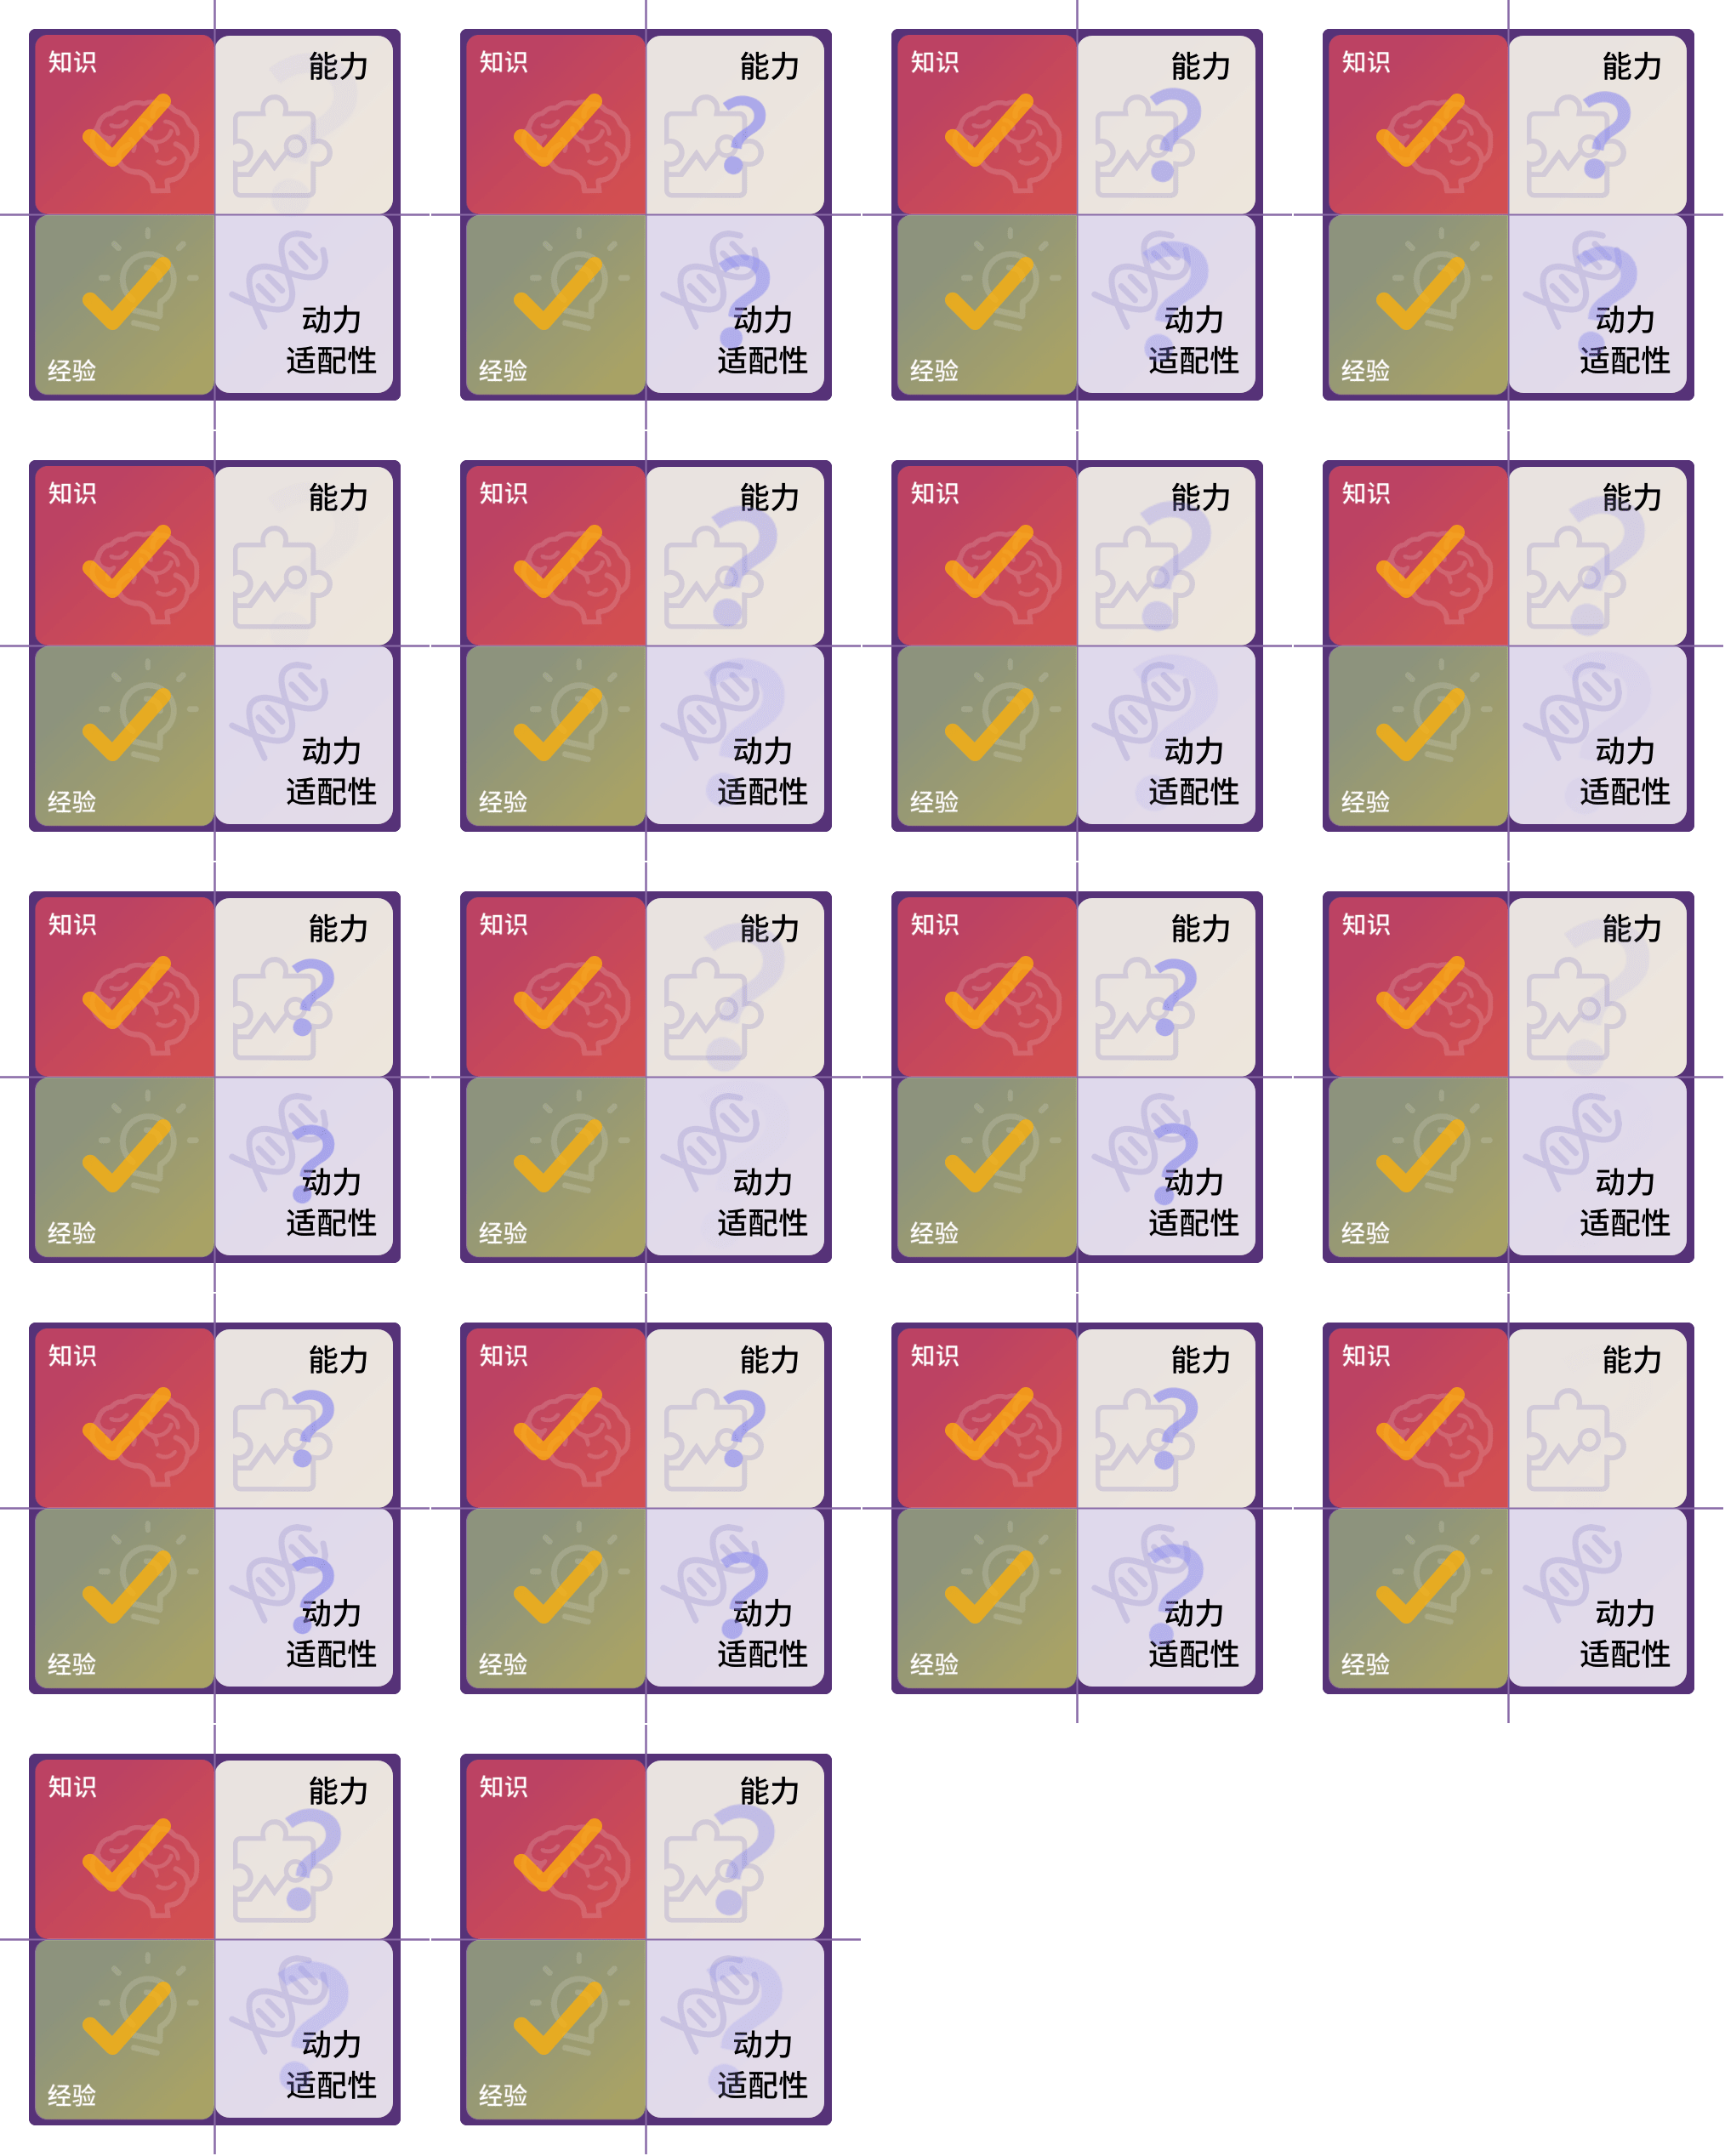 知识 能力 知识 能力 知识 能力 知识 能力
动力 动力 动力 动力
经验 适配性 经验 适配性 经验 适配性 经验 适配性
知识 能力 知识 能力 知识 能力 知识 能力
动力 动力 动力 动力
经验 适配性 经验 适配性 经验 适配性 经验 适配性
知识 能力 知识 能力 知识 能力 知识 能力
动力 动力 动力 动力
经验 适配性 经验 适配性 经验 适配性 经验 适配性
知识 能力 知识 能力 知识 能力 知识 能力
动力 动力 动力 动力
经验 适配性 经验 适配性 经验 适配性 经验 适配性
知识 能力 知识 能力
动力 动力
经验 适配性 经验 适配性